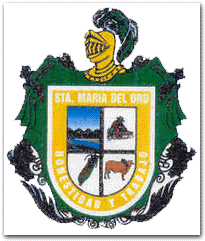 STA. MARIA DEL ORO
HONESTIDAD Y TRABAJO